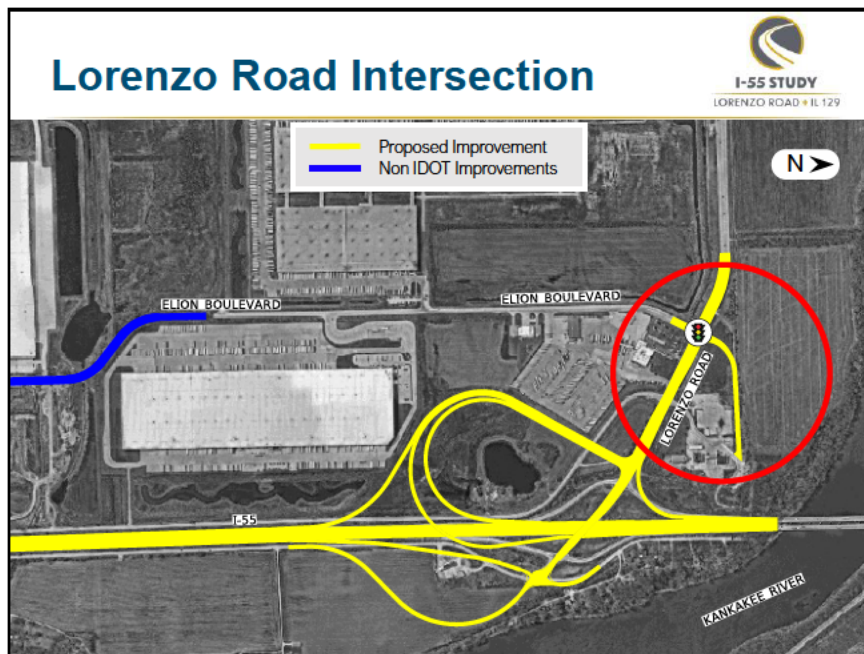 Lorenzo Road Intersection
I-55 STUDY
LORENZO ROAD + IL 129
Proposed Improvement
Non IDOT Improvements
N
ELION BOULEVARD
ELION BOULEVARD
LORENZO ROAD
I-55
KANKAKEE RIVER